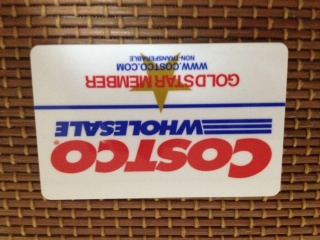 COSTCO
WHOLESALE
GOLD STAR MEMBER
WWW.COSTCO.COM
NON-TRANSFERABLE